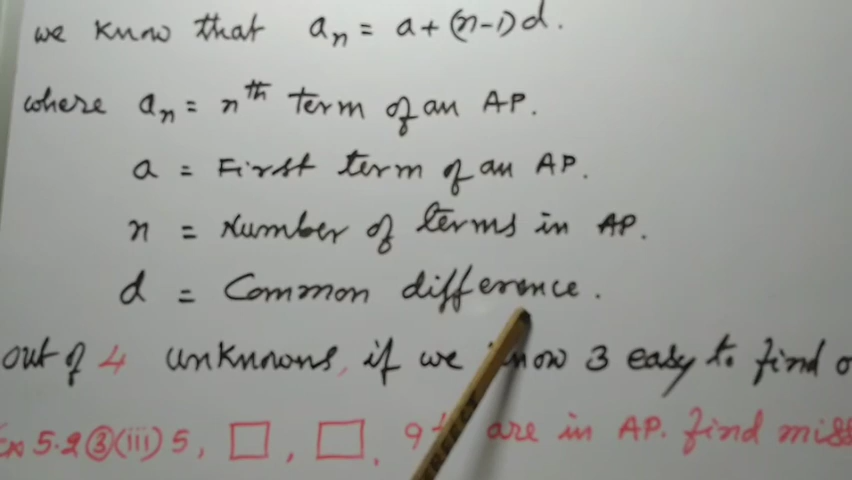 we know that aₙ = a + (n-1)d.
where aₙ = nᵗʰ term of an AP.
a = First term of an AP.
n = Number of terms in AP.
d = Common difference.
out of 4 unknowns, if we know 3 easy to find
Ex 5.2 ③ (iii) 5, □, □, are in AP. find